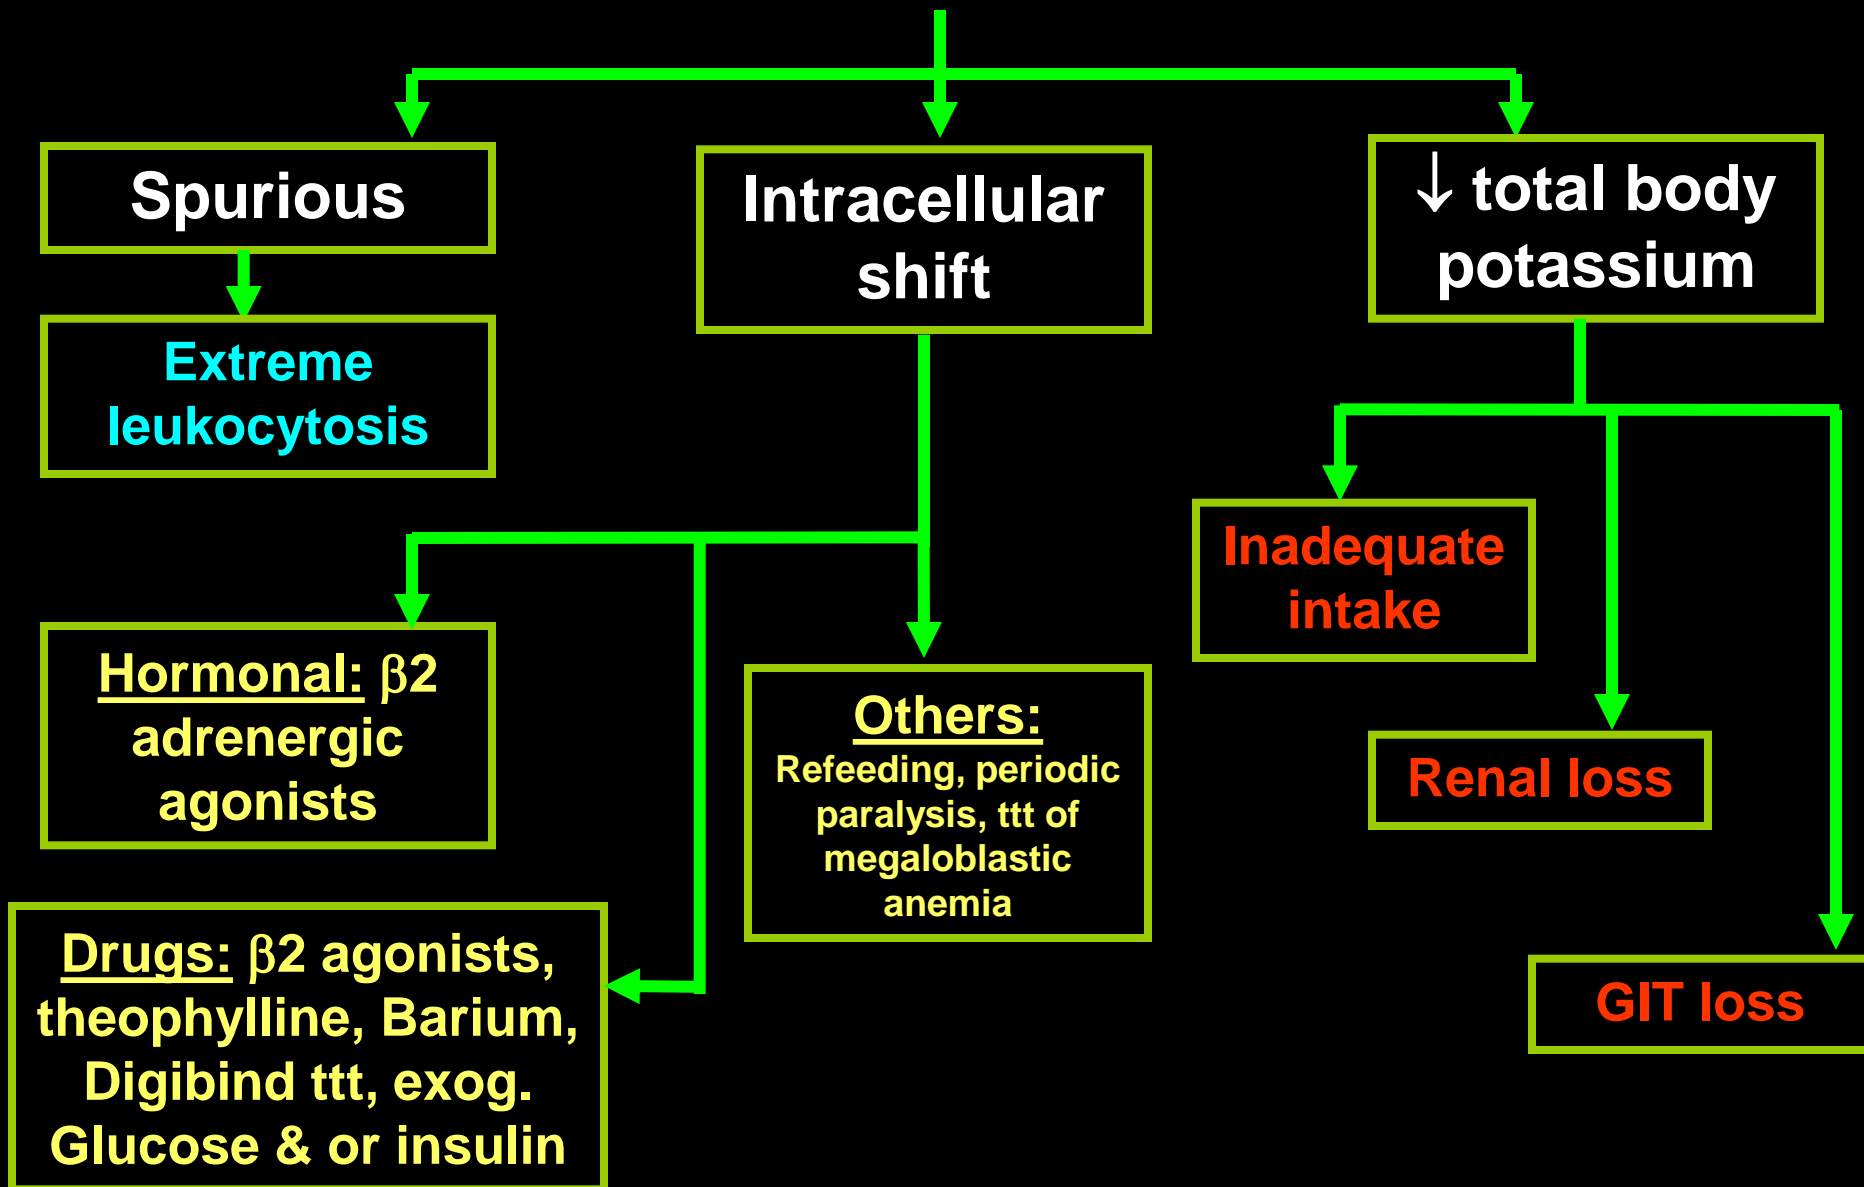 Spurious
Extreme
leukocytosis
Intracellular
shift
↓ total body
potassium
Hormonal: β2
adrenergic
agonists
Drugs: β2 agonists,
theophylline, Barium,
Digibind ttt, exog.
Glucose & or insulin
Others:
Refeeding, periodic
paralysis, ttt of
megaloblastic
anemia
Inadequate
intake
Renal loss
GIT loss